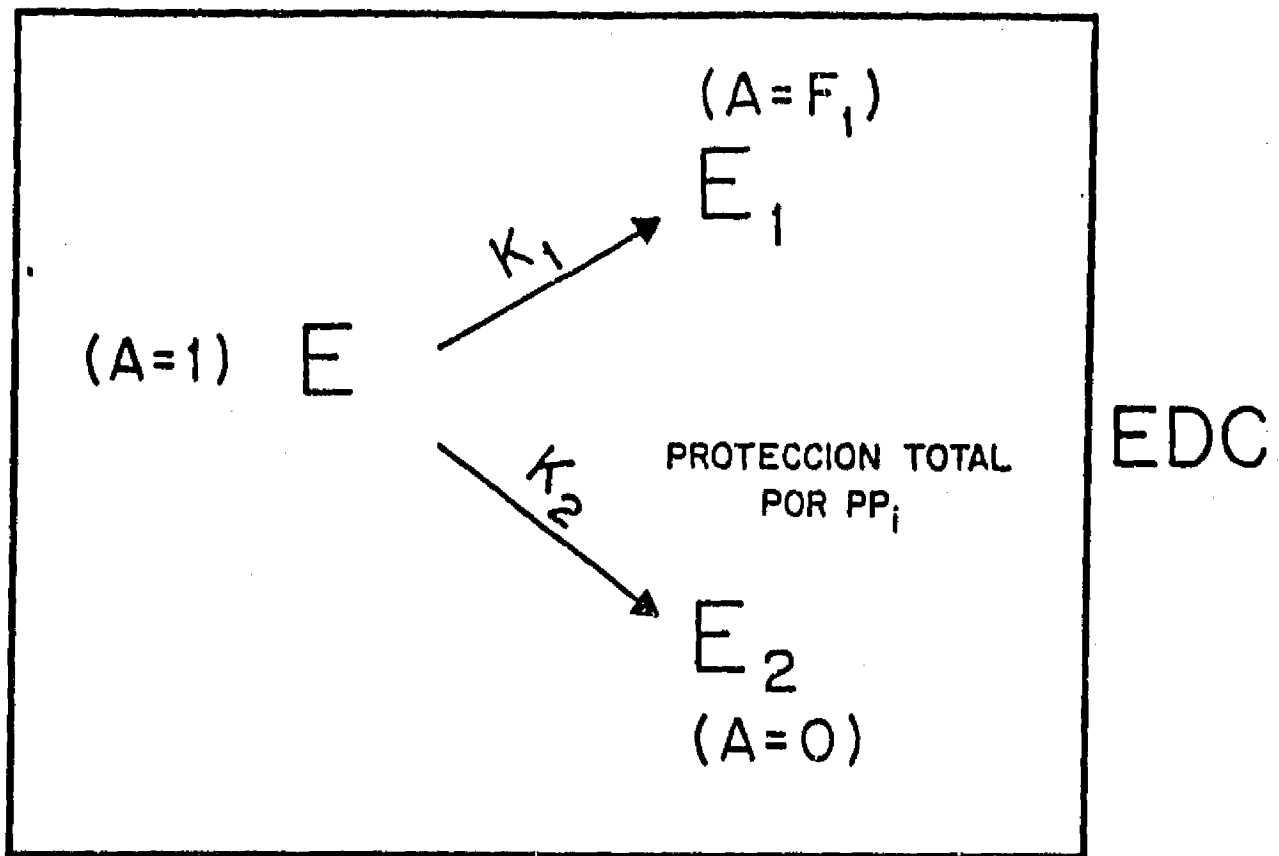 (A=F₁)
E₁
K₁
(A=1) E
EDC
K₂
PROTECCION TOTAL
POR PPᵢ
E₂
(A=0)